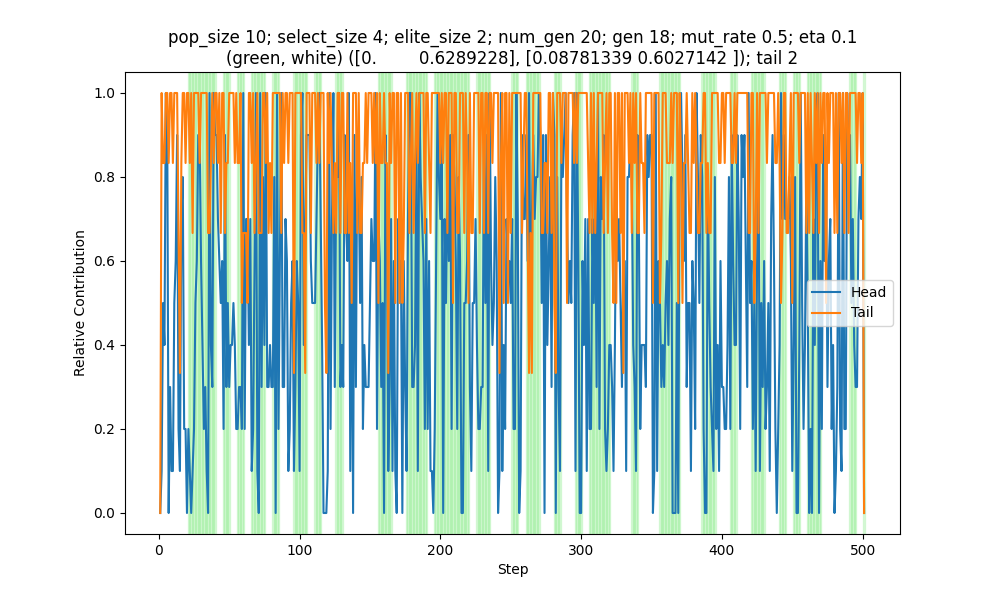 pop_size 10; select_size 4; elite_size 2; num_gen 20; gen 18; mut_rate 0.5; eta 0.1
(green, white) ([0.        0.6289228], [0.08781339 0.6027142 ]); tail 2
1.0
0.8
0.6
0.4
0.2
0.0
Relative Contribution
Head
Tail
0
100
200
300
400
500
Step